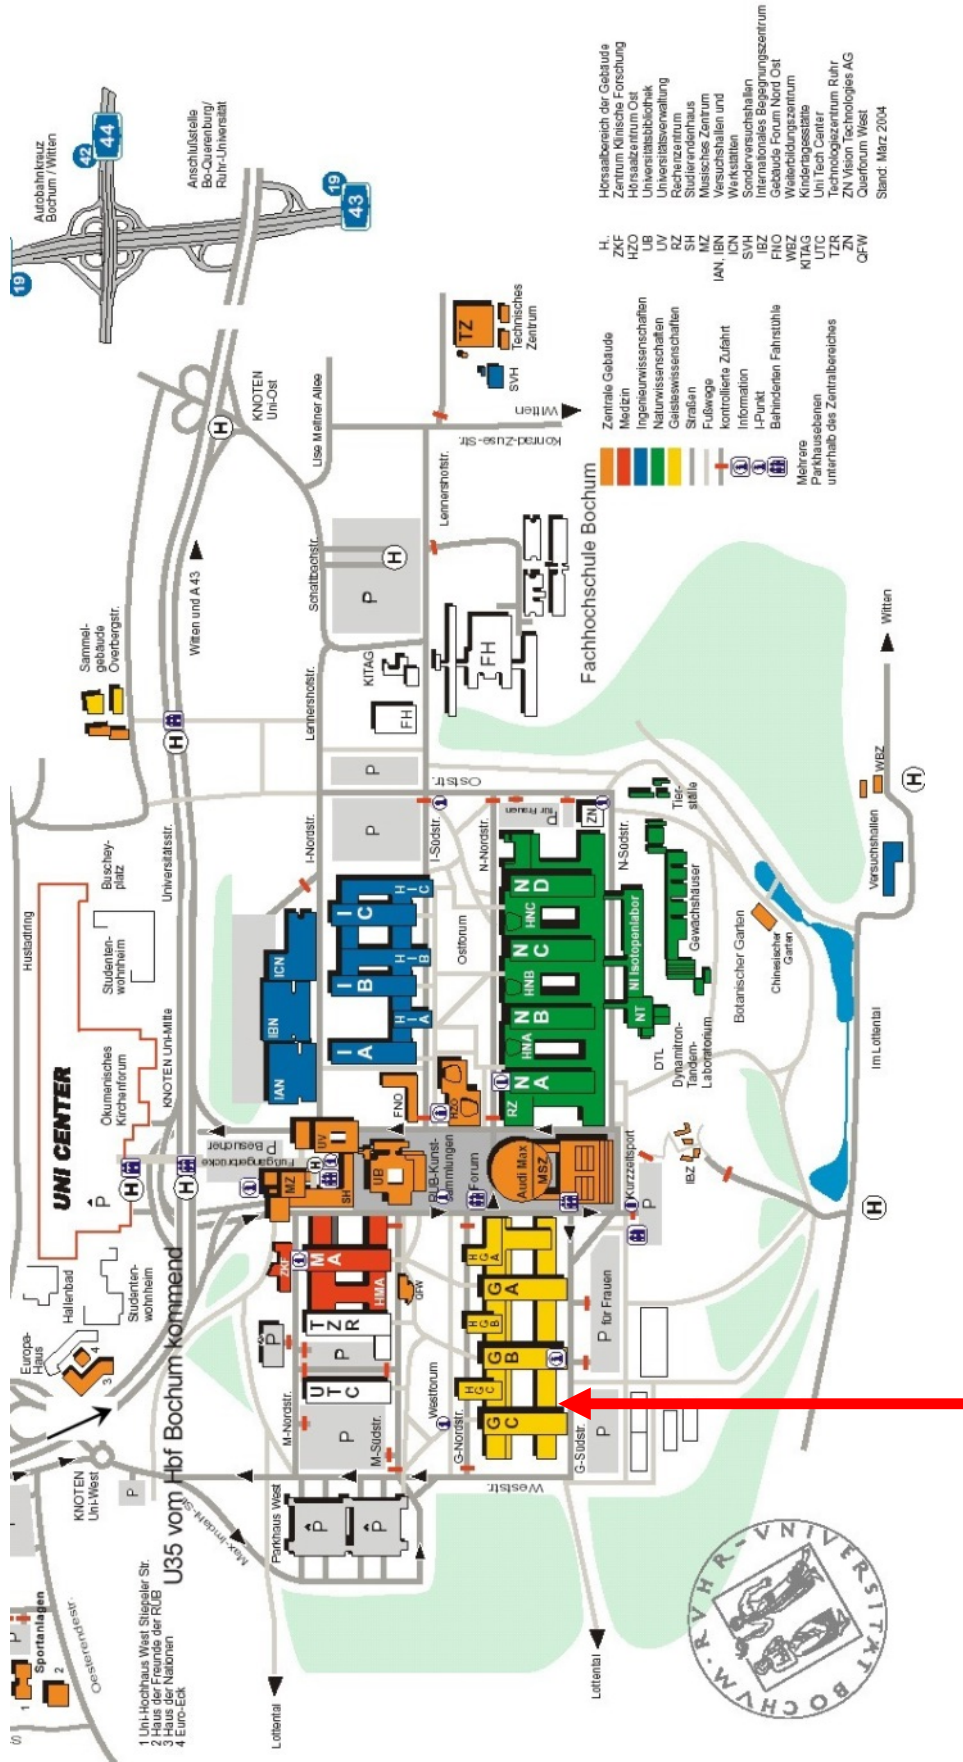 S
1
Sportanlagen
2
P
Oesterendestr.
1 Uni-Hochhaus West Stiepeler Str.
2 Haus der Freunde der RUB
3 Haus der Nationen
4 Euro-Eck
U35 vom Hbf Bochum kommend
KNOTEN
Uni-West
P
Europa-
Haus
3
4
Hallenbad
Studenten-
wohnheim
UNI CENTER
P
Hustadtring
Ökumenisches
Kirchenforum
Studenten-
wohnheim
Buschey-
platz
KNOTEN Uni-Mitte
Universitätsstr.
H
H
H
Sammel-
gebäude
Overbergstr.
Witten und A 43
H
KNOTEN
Uni-Ost
19
Autobahnkreuz
Bochum / Witten
42
44
Anschlußstelle
Bo-Querenburg/
Ruhr-Universität
19
43
Max-Imdahl-Str.
Parkhaus West
P
P
Lottental
M-Nordstr.
M-Südstr.
P
P
P
UTC
TZR
ZKF
MA
HMA
QFW
Fußgängerbrücke
P
Besucher
H
MZ
SH
UV
UB
RUB-Kunst-
sammlungen
Forum
Audi Max
MSZ
FNO
HZO
IAN
IBN
ICN
IA
IB
IC
HIA
HIB
HIC
I-Nordstr.
I-Südstr.
P
P
Oststr.
Ostforum
Lennershofstr.
Schattbachstr.
Lise Meitner Allee
P
H
KITAG
FH
FH
Lennershofstr.
Fachhochschule Bochum
Konrad-Zuse-Str.
Witten
TZ
SVH
Technisches
Zentrum
Westforum
G-Nordstr.
G-Südstr.
Weststr.
GC
HGC
GB
HGB
GA
HGA
P
P für Frauen
Kurzzeitsport
P
Lottental
RZ
NA
HNA
NB
HNB
NC
HNC
ND
N-Nordstr.
N-Südstr.
P
für Frauen
ZN
NT
NI Isotopenlabor
DTL
Dynamitron-
Tandem-
Laboratorium
Gewächshäuser
Tier-
ställe
IBZ
Botanischer Garten
Chinesischer
Garten
Im Lottental
H
Versuchshallen
WBZ
H
Witten
Zentrale Gebäude
Medizin
Ingenieurwissenschaften
Naturwissenschaften
Geisteswissenschaften
Straßen
Fußwege
kontrollierte Zufahrt
Information
I-Punkt
Behinderten Fahrstühle
Mehrere
Parkhausebenen
unterhalb des Zentralbereiches
H. Hörsaalbereich der Gebäude
ZKF Zentrum Klinische Forschung
HZO Hörsaalzentrum Ost
UB Universitätsbibliothek
UV Universitätsverwaltung
RZ Rechenzentrum
SH Studierendenhaus
MZ Musisches Zentrum
IAN, IBN Versuchshallen und
ICN Werkstätten
SVH Sonderversuchshallen
IBZ Internationales Begegnungszentrum
FNO Gebäude Forum Nord Ost
WBZ Weiterbildungszentrum
KITAG Kindertagesstätte
UTC Uni Tech Center
TZR Technologiezentrum Ruhr
ZN ZN Vision Technologies AG
QFW Querforum West
Stand: März 2004
RVHR-VNIVERSITÄT BOCHVM